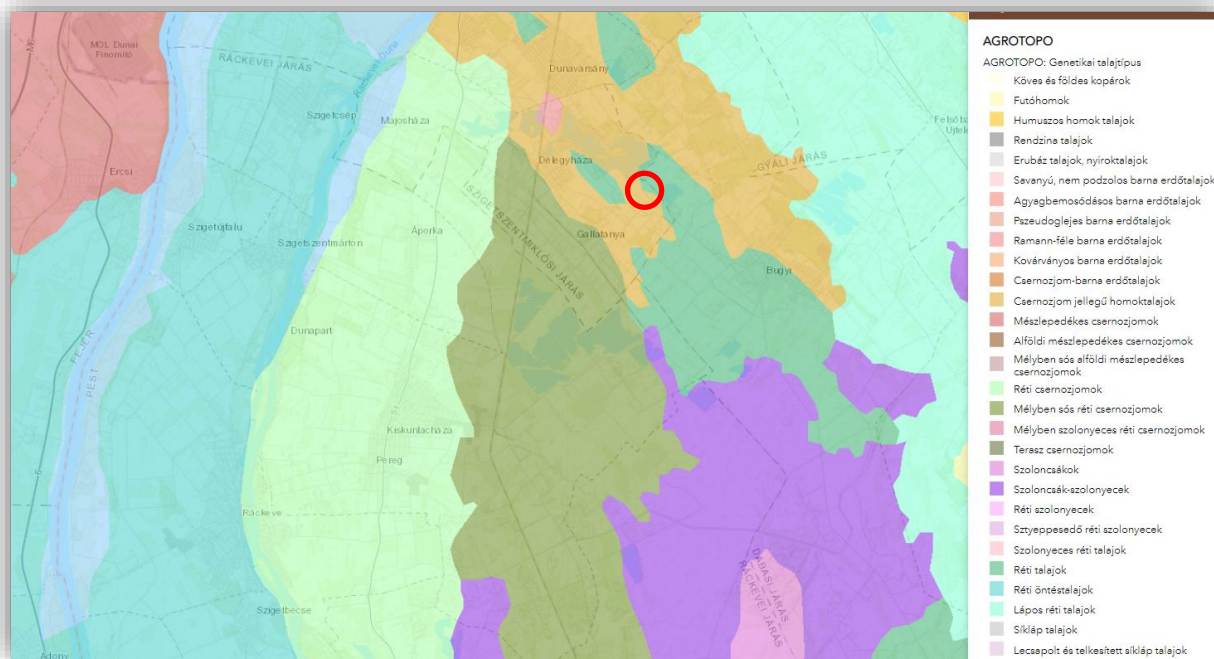 MOL Dunai
Finomító
M6
RÁCKEVEI JÁRÁS
Ráckevei Duna
Dunavarsány
Szigetcsép
Majosháza
Délegyháza
GYÁLI JÁRÁS
Ercsi
SZIGETSZENTMIKLÓSI JÁRÁS
Szigetújfalu
Szigetszentmárton
Áporka
Gallatanya
Bugyi
Dunapart
FEJÉR
PEST
Kiskunlacháza
Pereg
6
Ráckeve
DABASI JÁRÁS
RÁCKEVEI JÁRÁS
Szigetbecse
Adony
AGROTOPO
AGROTOPO: Genetikai talajtípus
Köves és földes kopárok
Futóhomok
Humuszos homok talajok
Rendzina talajok
Erubáz talajok, nyiroktalajok
Savanyú, nem podzolos barna erdőtalajok
Agyagbemosódásos barna erdőtalajok
Pszeudoglejes barna erdőtalajok
Ramann-féle barna erdőtalajok
Kovárványos barna erdőtalajok
Csernozjom-barna erdőtalajok
Csernozjom jellegű homoktalajok
Mészlepedékes csernozjomok
Alföldi mészlepedékes csernozjomok
Mélyben sós alföldi mészlepedékes
csernozjomok
Réti csernozjomok
Mélyben sós réti csernozjomok
Mélyben szolonyeces réti csernozjomok
Terasz csernozjomok
Szoloncsákok
Szoloncsák-szolonyecek
Réti szolonyecek
Sztyeppesedő réti szolonyecek
Szolonyeces réti talajok
Réti talajok
Réti öntéstalajok
Lápos réti talajok
Síkláp talajok
Lecsapolt és telkesített síkláp talajok